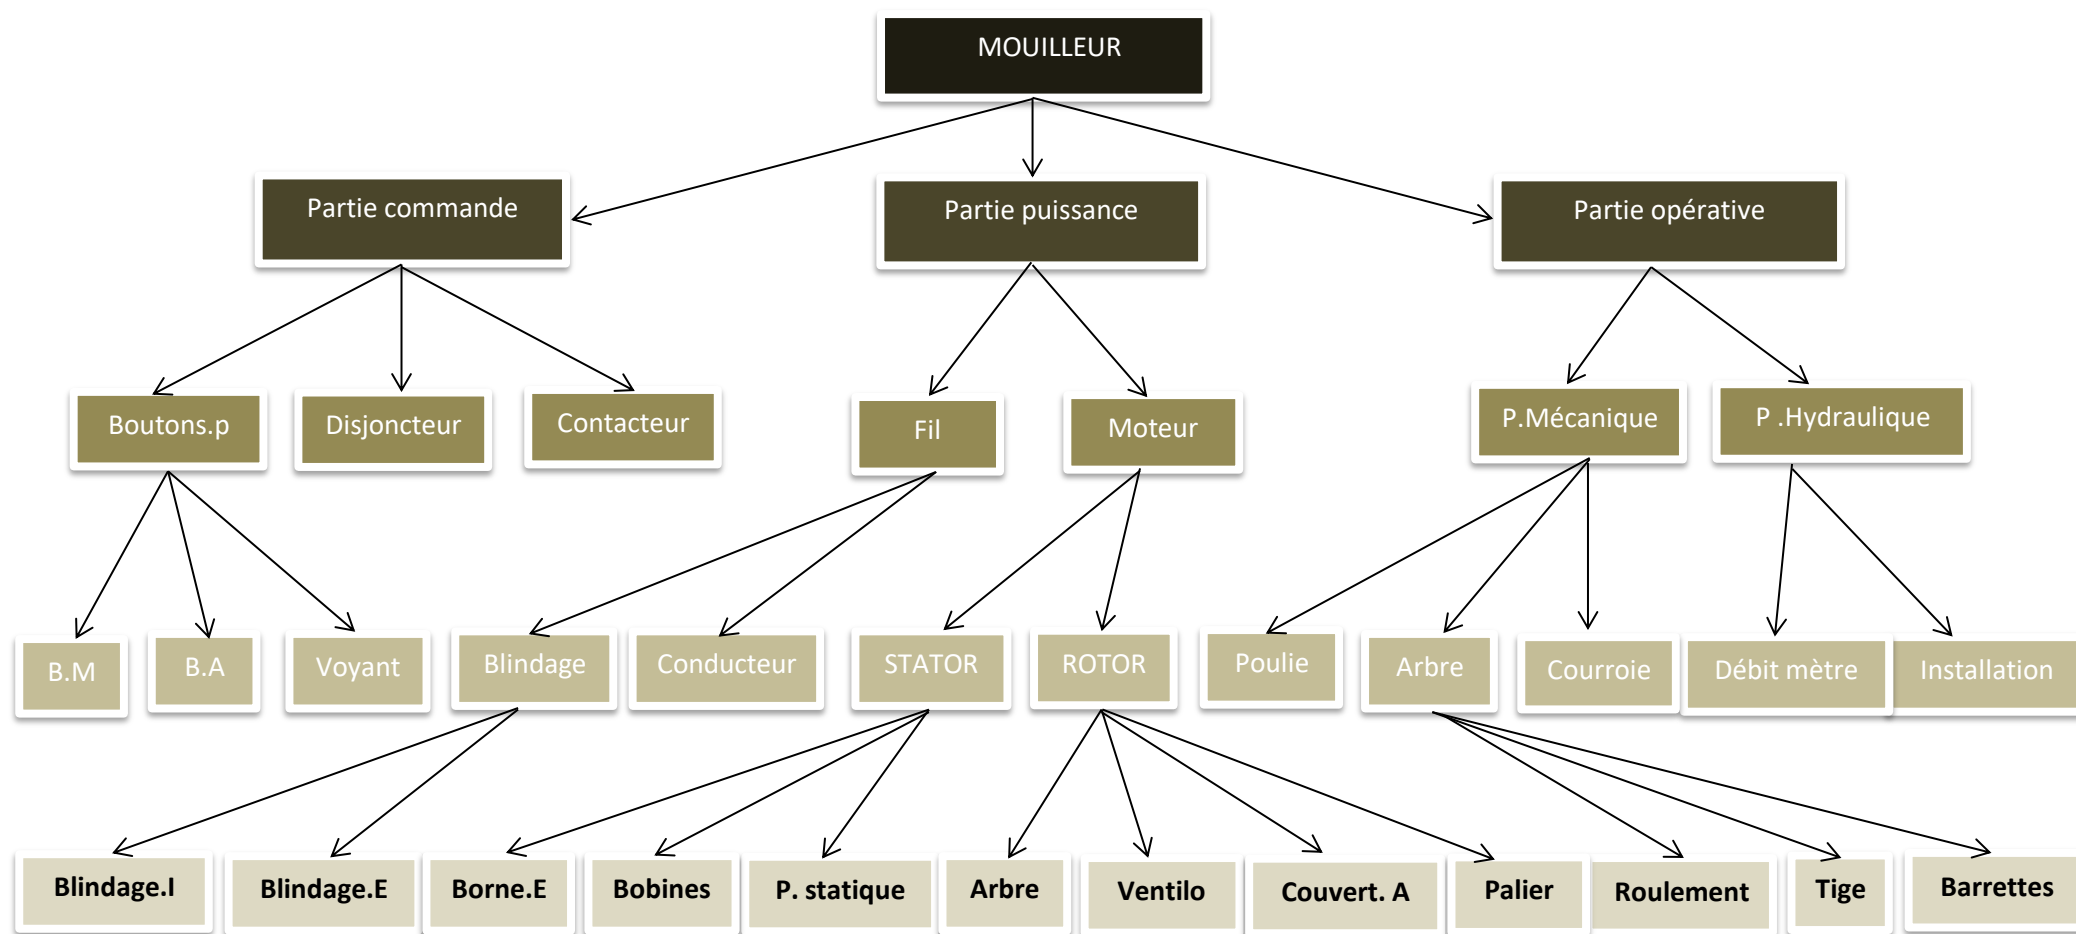 MOUILLEUR
Partie commande
Partie puissance
Partie opérative
Boutons.p
Disjoncteur
Contacteur
Fil
Moteur
P.Mécanique
P .Hydraulique
B.M
B.A
Voyant
Blindage
Conducteur
STATOR
ROTOR
Poulie
Arbre
Courroie
Débit mètre
Installation
Blindage.I
Blindage.E
Borne.E
Bobines
P. statique
Arbre
Ventilo
Couvert. A
Palier
Roulement
Tige
Barrettes